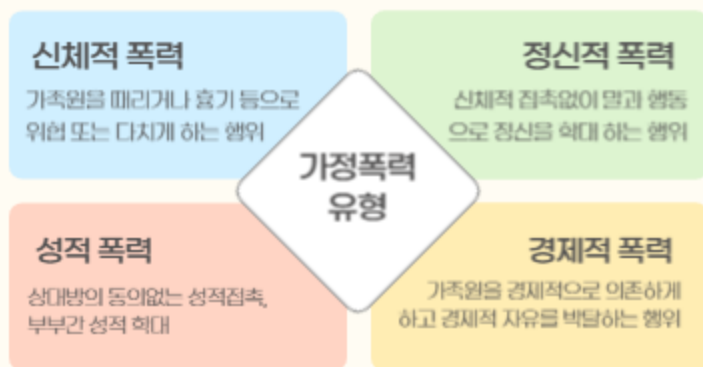 신체적 폭력
가족원을 때리거나 흉기 등으로
위협 또는 다치게 하는 행위
정신적 폭력
신체적 접촉없이 말과 행동
으로 정신을 학대 하는 행위
가정폭력
유형
성적 폭력
상대방의 동의없는 성적접촉,
부부간 성적 학대
경제적 폭력
가족원을 경제적으로 의존하게
하고 경제적 자유를 박탈하는 행위